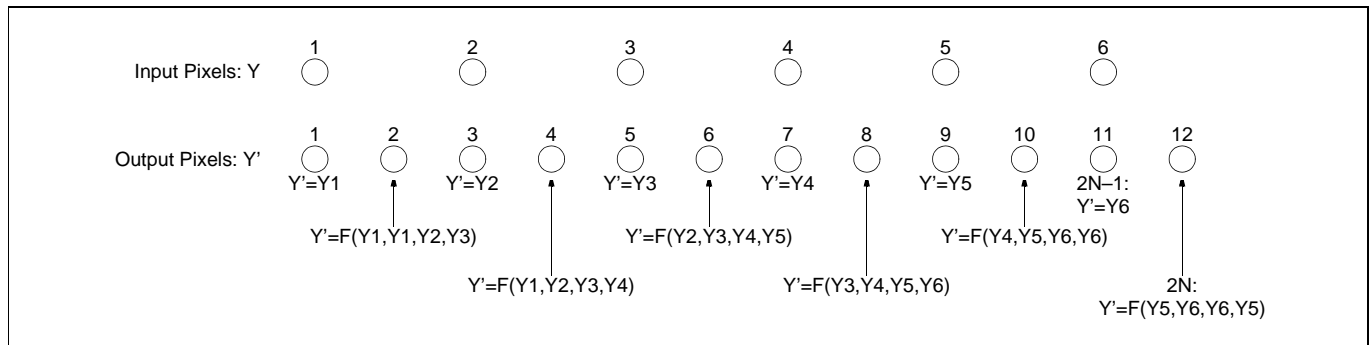 1 2 3 4 5 6
Input Pixels: Y
1 2 3 4 5 6 7 8 9 10 11 12
Output Pixels: Y'
Y'=Y1 Y'=Y2 Y'=Y3 Y'=Y4 Y'=Y5 2N–1:
Y'=Y6
Y'=F(Y1,Y1,Y2,Y3) Y'=F(Y2,Y3,Y4,Y5) Y'=F(Y4,Y5,Y6,Y6)
Y'=F(Y1,Y2,Y3,Y4) Y'=F(Y3,Y4,Y5,Y6) 2N:
Y'=F(Y5,Y6,Y6,Y5)